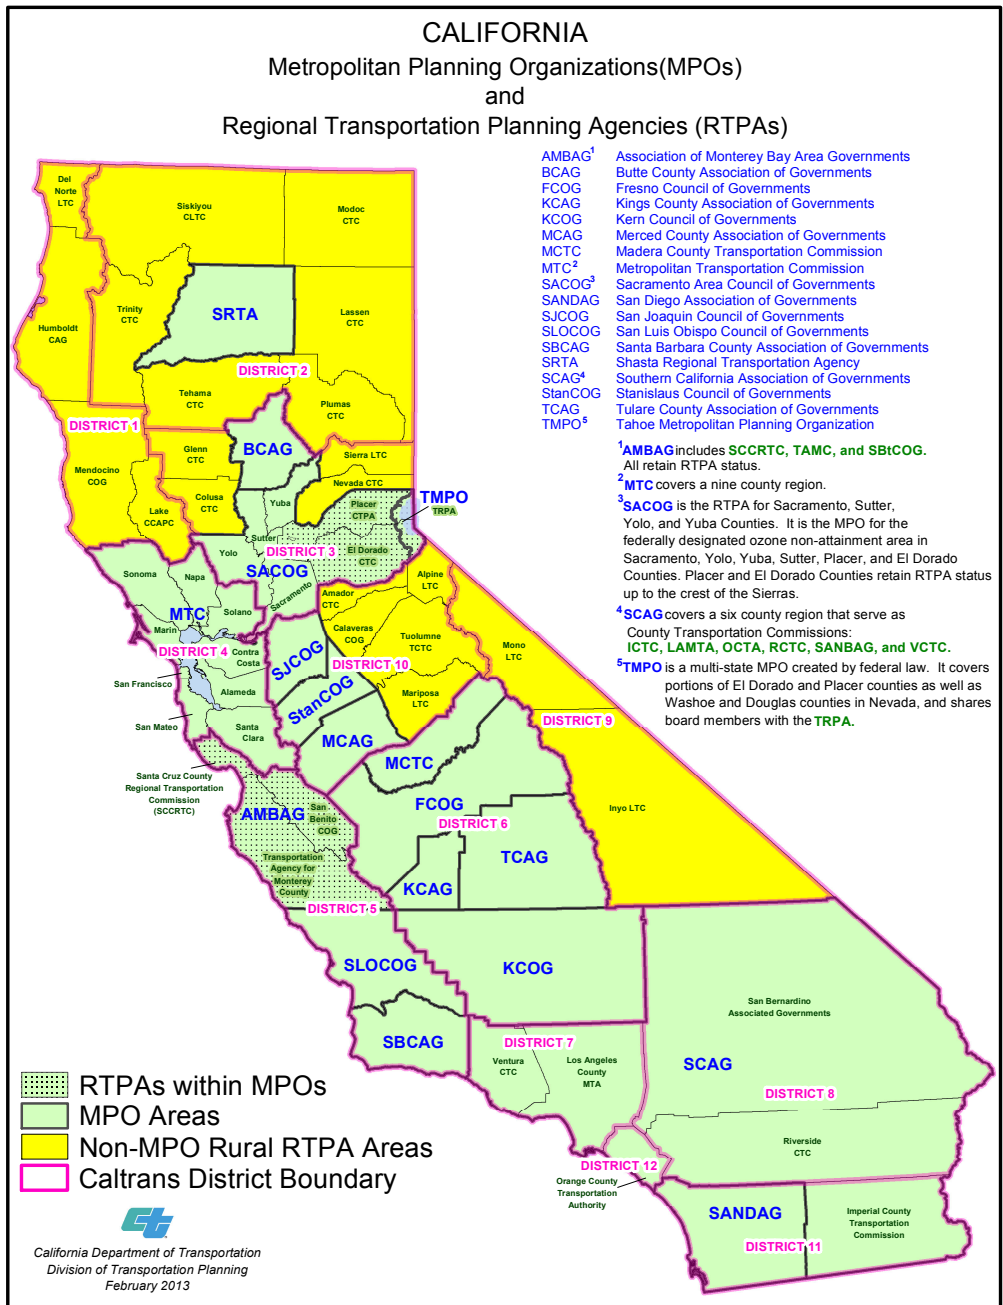 CALIFORNIA
Metropolitan Planning Organizations(MPOs)
and
Regional Transportation Planning Agencies (RTPAs)
AMBAG1 Association of Monterey Bay Area Governments
BCAG Butte County Association of Governments
FCOG Fresno Council of Governments
KCAG Kings County Association of Governments
KCOG Kern Council of Governments
MCAG Merced County Association of Governments
MCTC Madera County Transportation Commission
MTC2 Metropolitan Transportation Commission
SACOG3 Sacramento Area Council of Governments
SANDAG San Diego Association of Governments
SJCOG San Joaquin Council of Governments
SLOCOG San Luis Obispo Council of Governments
SBCAG Santa Barbara County Association of Governments
SRTA Shasta Regional Transportation Agency
SCAG4 Southern California Association of Governments
StanCOG Stanislaus Council of Governments
TCAG Tulare County Association of Governments
TMPO5 Tahoe Metropolitan Planning Organization
1AMBAG includes SCCRTC, TAMC, and SBtCOG.
All retain RTPA status.
2MTC covers a nine county region.
3SACOG is the RTPA for Sacramento, Sutter,
Yolo, and Yuba Counties. It is the MPO for the
federally designated ozone non-attainment area in
Sacramento, Yolo, Yuba, Sutter, Placer, and El Dorado
Counties. Placer and El Dorado Counties retain RTPA status
up to the crest of the Sierras.
4SCAG covers a six county region that serve as
County Transportation Commissions:
ICTC, LAMTA, OCTA, RCTC, SANBAG, and VCTC.
5TMPO is a multi-state MPO created by federal law. It covers
portions of El Dorado and Placer counties as well as
Washoe and Douglas counties in Nevada, and shares
board members with the TRPA.
Del
Norte
LTC
Siskiyou
CLTC
Modoc
CTC
Humboldt
CAG
Trinity
CTC
SRTA
Lassen
CTC
DISTRICT 2
Tehama
CTC
Plumas
CTC
DISTRICT 1
BCAG
Glenn
CTC
Sierra LTC
Mendocino
COG
Nevada CTC
Colusa
CTC
Lake
CCAPC
Yuba
Placer
CTPA
TMPO
TRPA
Sutter
DISTRICT 3
El Dorado
CTC
Yolo
SACOG
Sacramento
Sonoma
Napa
Solano
MTC
Marin
DISTRICT 4
Contra
Costa
San Francisco
Alameda
San Mateo
Santa
Clara
Amador
CTC
Alpine
LTC
Calaveras
COG
Tuolumne
TCTC
Mono
LTC
SJCOG
DISTRICT 10
StanCOG
Mariposa
LTC
DISTRICT 9
MCAG
MCTC
Santa Cruz County
Regional Transportation
Commission
(SCCRTC)
AMBAG
San
Benito
COG
FCOG
DISTRICT 6
Inyo LTC
TCAG
Transportation
Agency for
Monterey
County
KCAG
DISTRICT 5
SLOCOG
KCOG
San Bernardino
Associated Governments
SBCAG
DISTRICT 7
Ventura
CTC
Los Angeles
County
MTA
SCAG
DISTRICT 8
Riverside
CTC
DISTRICT 12
Orange County
Transportation
Authority
SANDAG
Imperial County
Transportation
Commission
DISTRICT 11
RTPAs within MPOs
MPO Areas
Non-MPO Rural RTPA Areas
Caltrans District Boundary
ct
California Department of Transportation
Division of Transportation Planning
February 2013